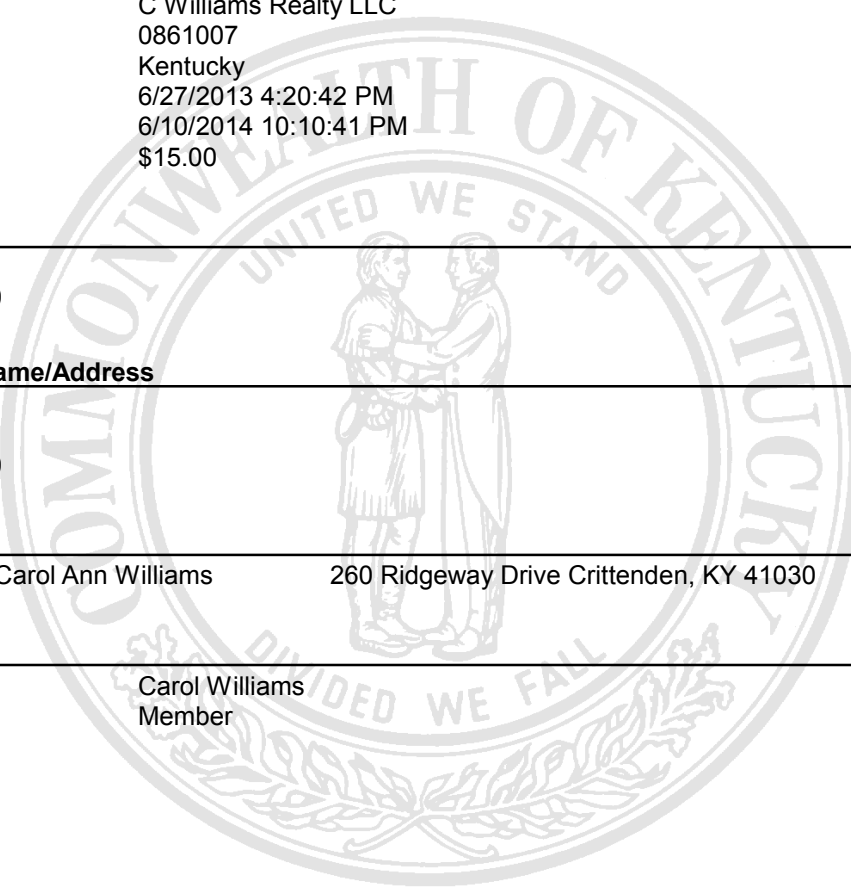 C Williams Realty LLC
0861007
Kentucky
6/27/2013 4:20:42 PM
6/10/2014 10:10:41 PM
$15.00
COMMONWEALTH OF KENTUCKY
UNITED WE STAND
)
ame/Address
)
Carol Ann Williams 260 Ridgeway Drive Crittenden, KY 41030
DIVIDED WE FALL
Carol Williams
Member